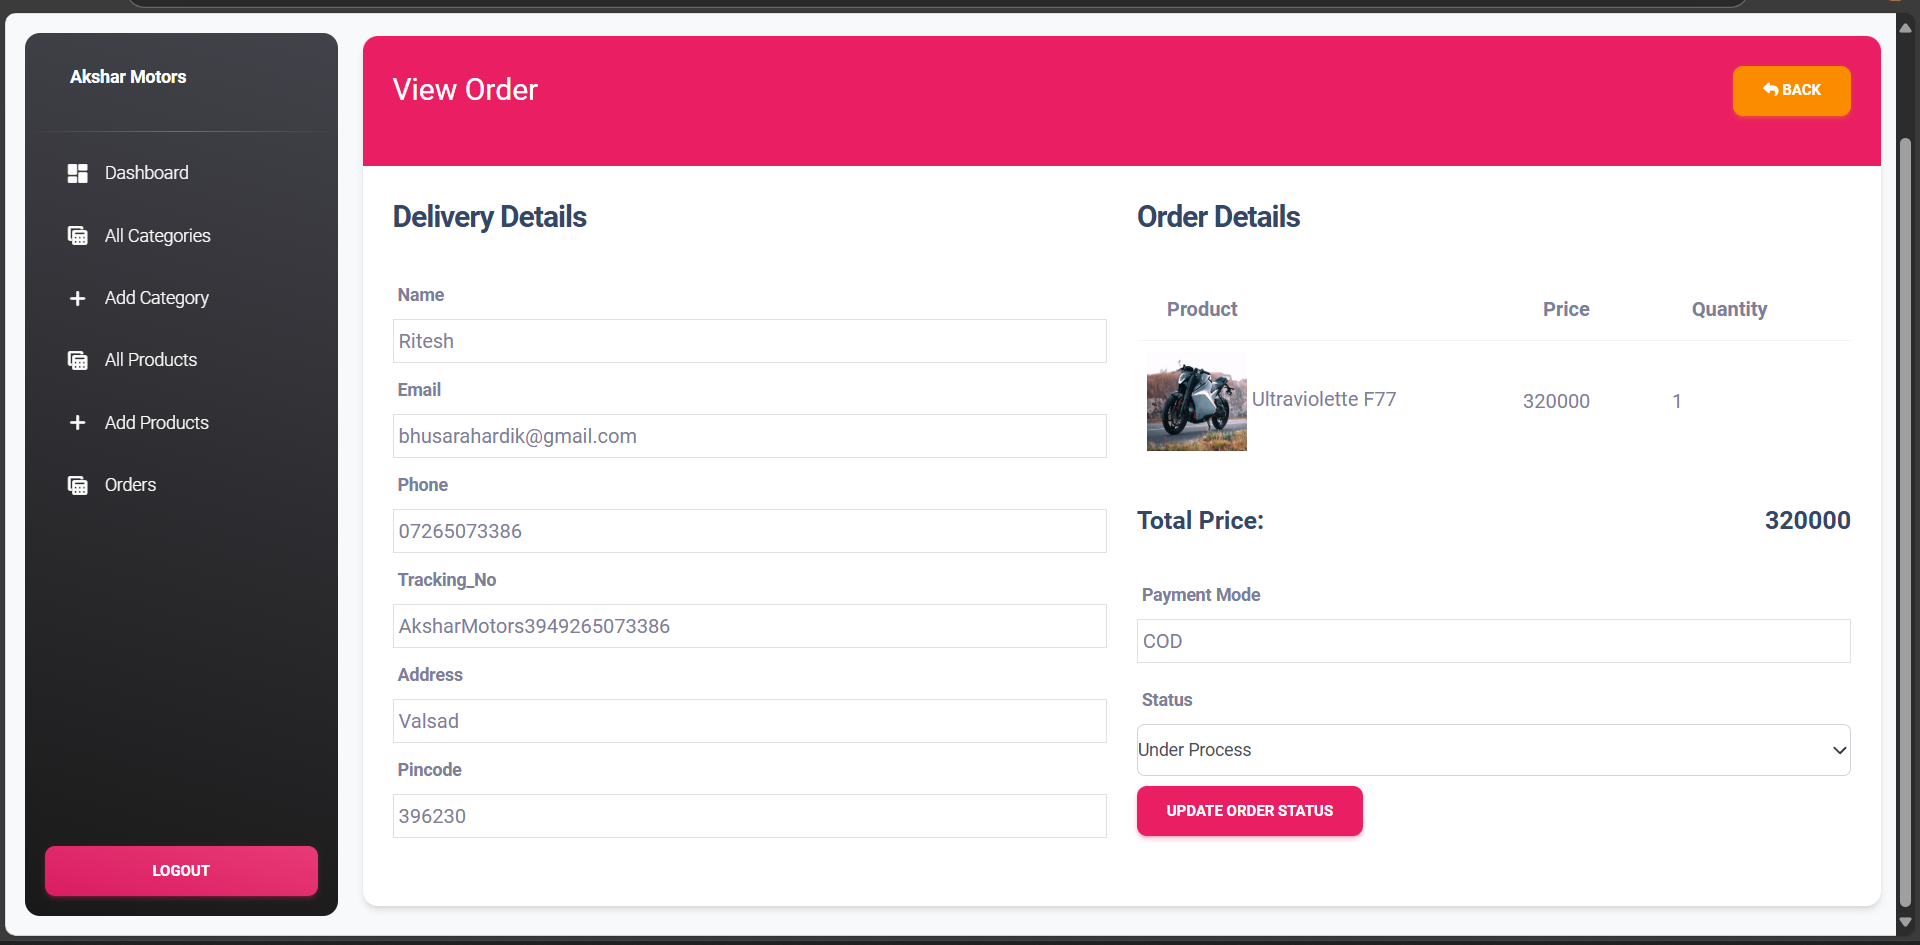 Akshar Motors
Dashboard
All Categories
Add Category
All Products
Add Products
Orders
LOGOUT
View Order
BACK
Delivery Details
Name
Ritesh
Email
bhusarahardik@gmail.com
Phone
07265073386
Tracking_No
AksharMotors3949265073386
Address
Valsad
Pincode
396230
Order Details
Product Price Quantity
Ultraviolette F77 320000 1
Total Price: 320000
Payment Mode
COD
Status
Under Process
UPDATE ORDER STATUS